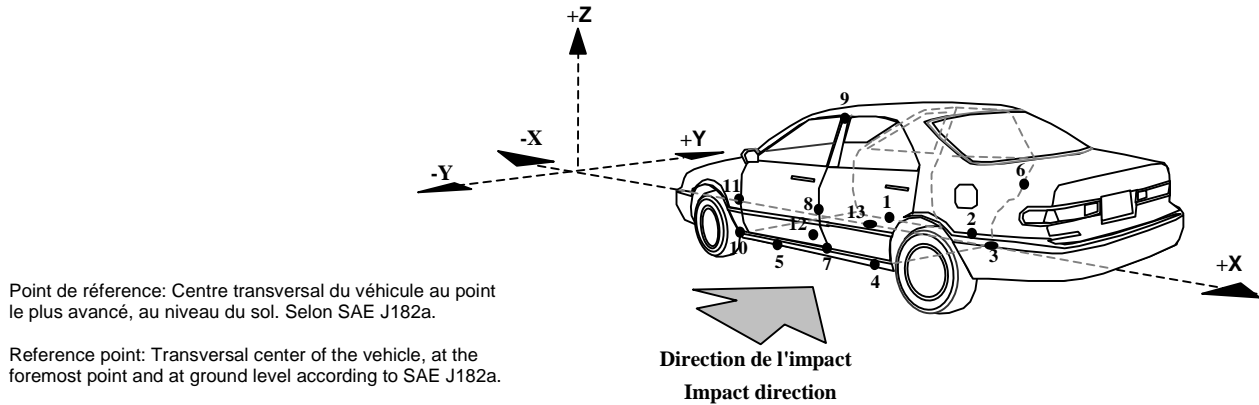 +Z
9
-X
+Y
-Y
6
11
8
13
1
12
2
10
5
7
3
4
+X
Point de réference: Centre transversal du véhicule au point
le plus avancé, au niveau du sol. Selon SAE J182a.
Reference point: Transversal center of the vehicle, at the
foremost point and at ground level according to SAE J182a.
Direction de l'impact
Impact direction